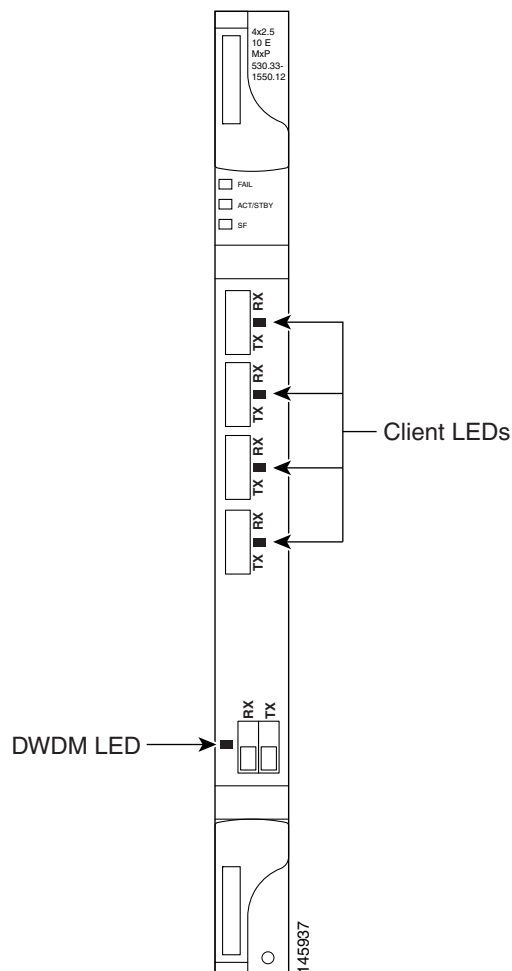 4x2.5
10 E
MxP
530.33-
1550.12
FAIL
ACT/STBY
SF
RX
TX
RX
TX
Client LEDs
RX
TX
RX
TX
RX
TX
DWDM LED
145937